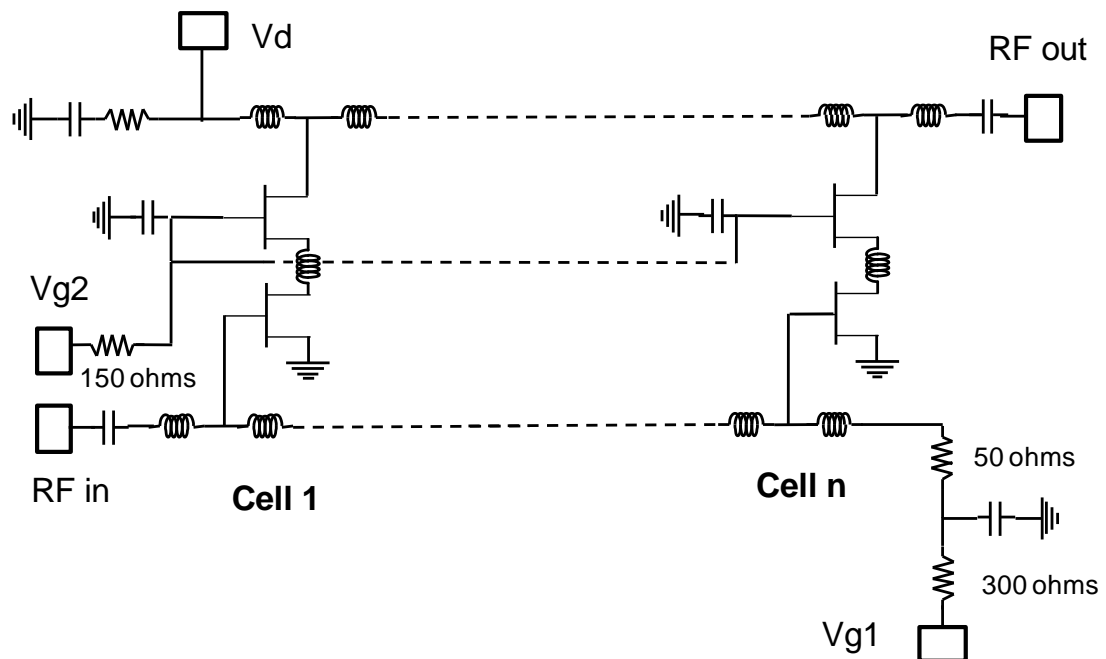 Vd
RF out
Vg2
150 ohms
RF in
Cell 1
Cell n
50 ohms
300 ohms
Vg1